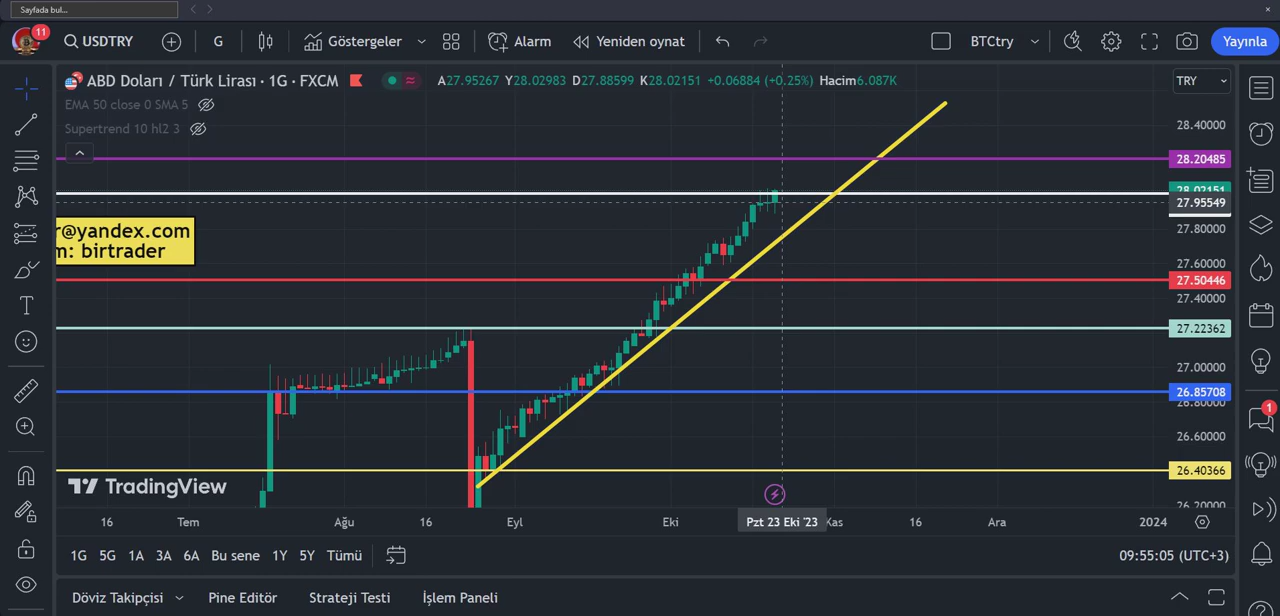 Sayfada bul...
11
USDTRY
G
Göstergeler
Alarm
Yeniden oynat
BTCtry
Yayınla
ABD Doları / Türk Lirası · 1G · FXCM
A27.95267 Y28.02983 D27.88599 K28.02151 +0.06884 (+0.25%) Hacim6.087K
TRY
EMA 50 close 0 SMA 5
Supertrend 10 hl2 3
28.40000
28.20485
28.02151
27.95549
r@yandex.com
m: birtrader
27.80000
27.60000
27.50446
27.40000
27.22362
27.00000
26.85708
26.80000
26.60000
26.40366
26.20000
1
TradingView
16
Tem
Ağu
16
Eyl
Eki
Pzt 23 Eki '23
Kas
16
Ara
2024
1G 5G 1A 3A 6A Bu sene 1Y 5Y Tümü
09:55:05 (UTC+3)
Döviz Takipçisi
Pine Editör
Strateji Testi
İşlem Paneli